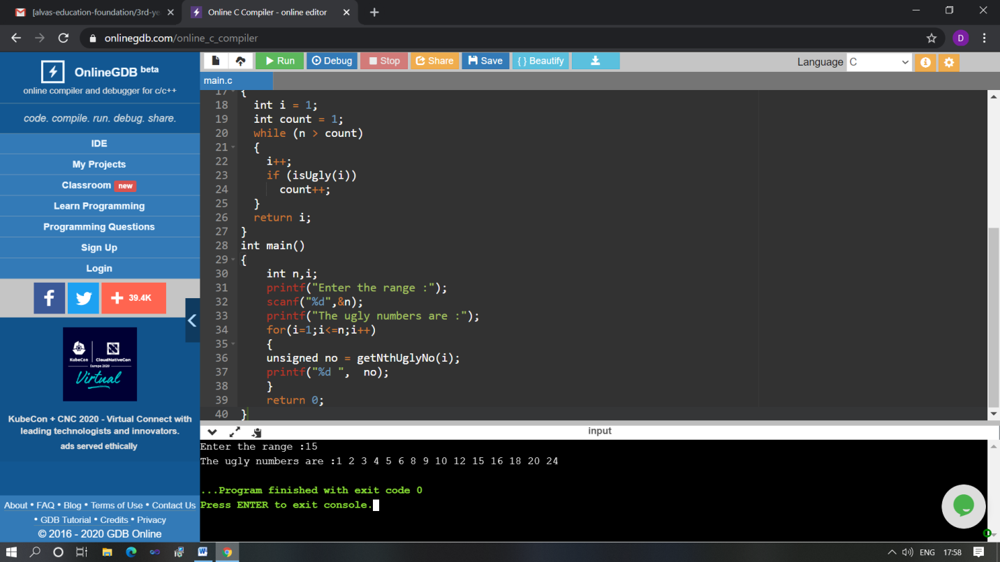 [alvas-education-foundation/3rd-ye
Online C Compiler - online editor
onlinegdb.com/online_c_compiler
D
OnlineGDB beta
online compiler and debugger for c/c++
code. compile. run. debug. share.
IDE
My Projects
Classroom new
Learn Programming
Programming Questions
Sign Up
Login
39.4K
KubeCon CloudNativeCon
Europe 2020
Virtual
KubeCon + CNC 2020 - Virtual Connect with
leading technologists and innovators.
ads served ethically
About • FAQ • Blog • Terms of Use • Contact Us
• GDB Tutorial • Credits • Privacy
© 2016 - 2020 GDB Online
Run Debug Stop Share Save { } Beautify
Language C
main.c
17 {
18 int i = 1;
19 int count = 1;
20 while (n > count)
21 {
22 i++;
23 if (isUgly(i))
24 count++;
25 }
26 return i;
27 }
28 int main()
29 {
30 int n,i;
31 printf("Enter the range :");
32 scanf("%d",&n);
33 printf("The ugly numbers are :");
34 for(i=1;i<=n;i++)
35 {
36 unsigned no = getNthUglyNo(i);
37 printf("%d ",  no);
38 }
39 return 0;
40 }
input
Enter the range :15
The ugly numbers are :1 2 3 4 5 6 8 9 10 12 15 16 18 20 24
...Program finished with exit code 0
Press ENTER to exit console.
ENG 17:58